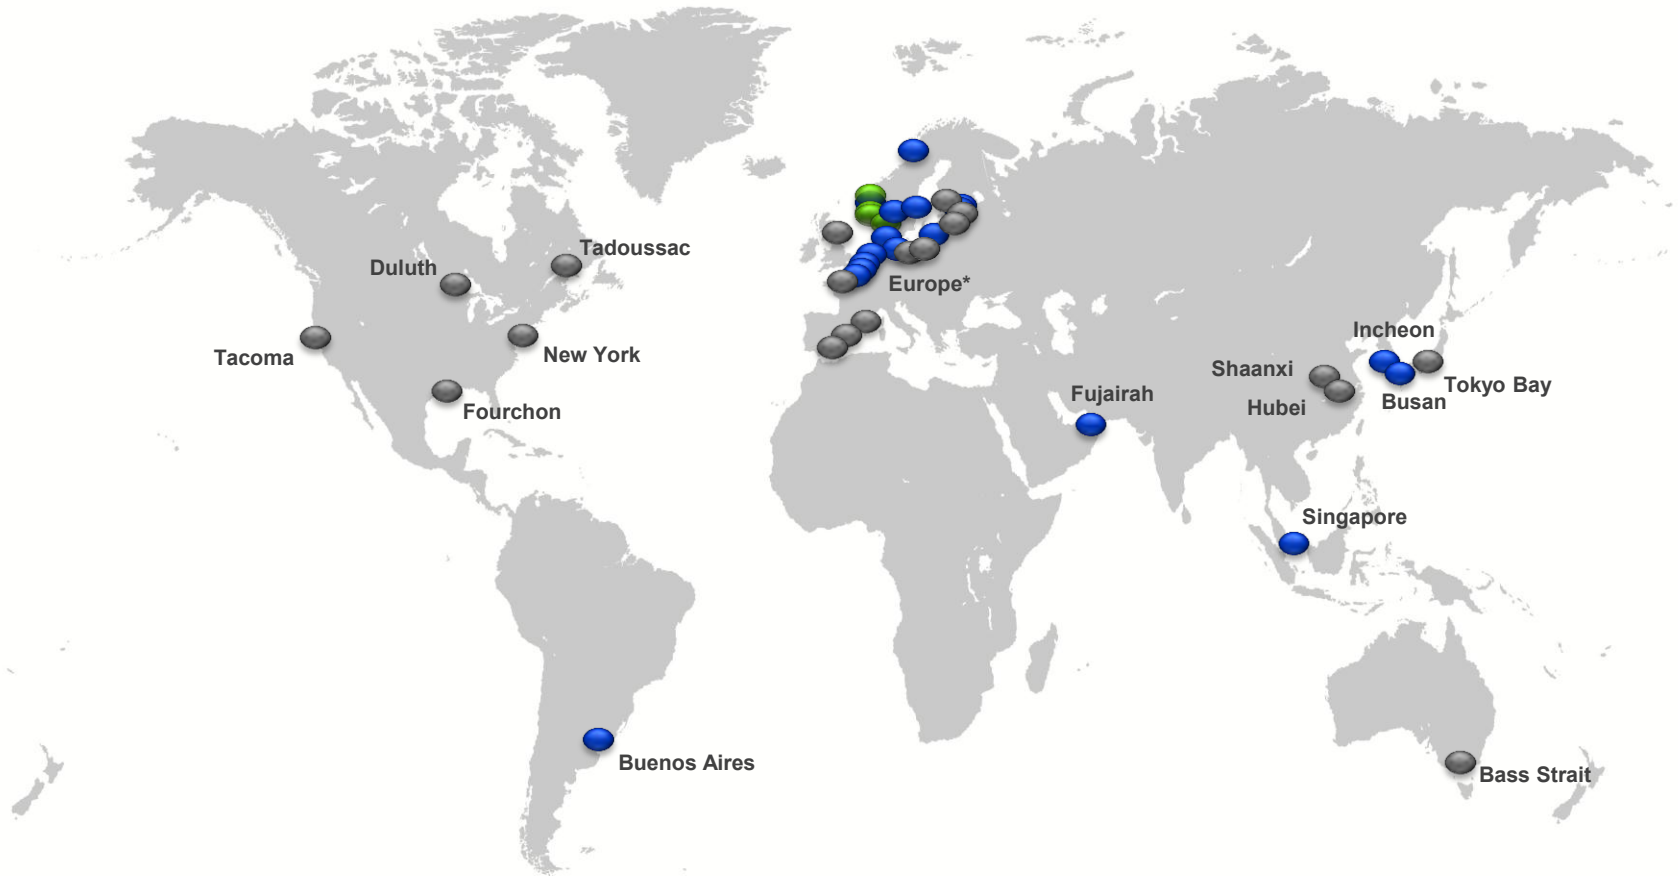 Tadoussac
Duluth
Europe*
Incheon
Tacoma
New York
Shaanxi
Tokyo Bay
Fujairah
Busan
Fourchon
Hubei
Singapore
Buenos Aires
Bass Strait